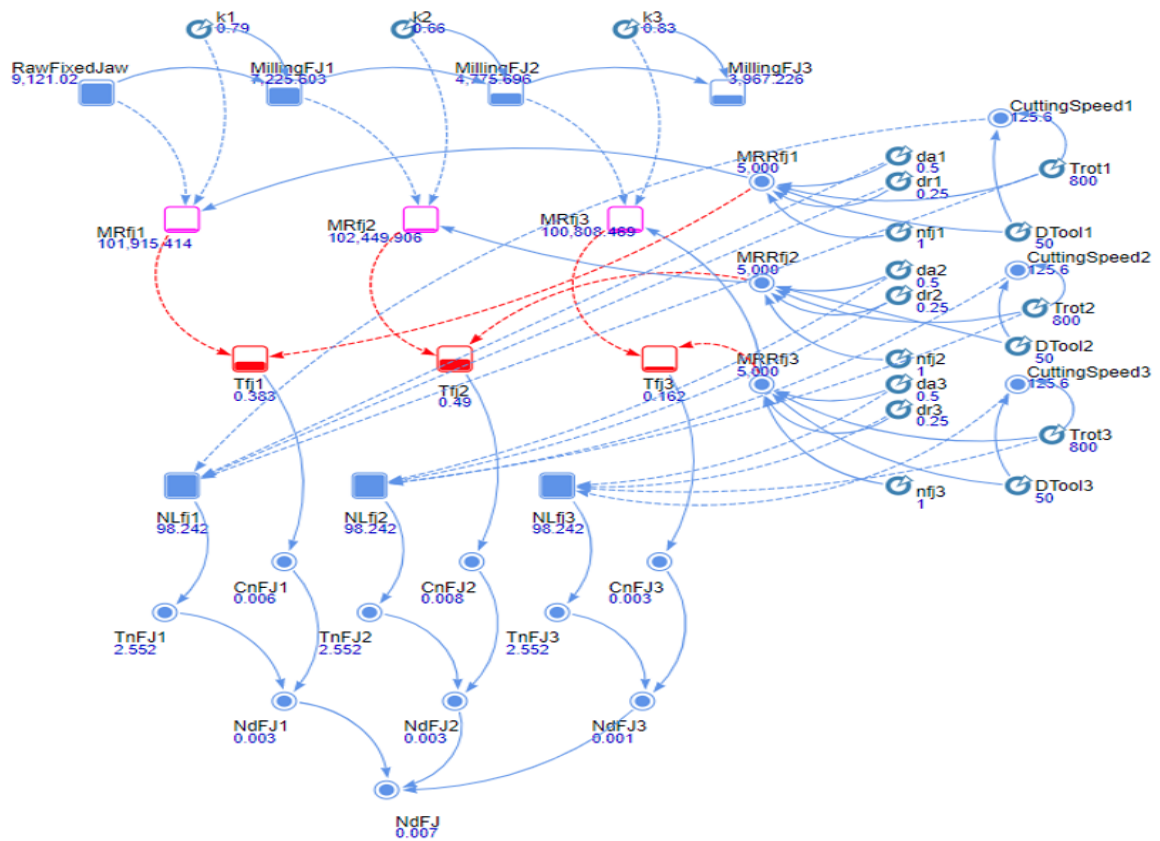 k1
0.79
k2
0.66
k3
0.83
RawFixedJaw
9,121.02
MillingFJ1
7,225.603
MillingFJ2
4,775.696
MillingFJ3
3,967.226
CuttingSpeed1
125.6
MRRfj1
5.000
da1
0.5
dr1
0.25
Trot1
800
MRfj1
101,915.414
MRfj2
102,449.906
MRfj3
100,808.469
nfj1
1
DTool1
50
MRRfj2
5.000
da2
0.5
dr2
0.25
CuttingSpeed2
125.6
Trot2
800
DTool2
50
nfj2
1
MRRfj3
5.000
da3
0.5
dr3
0.25
CuttingSpeed3
125.6
Trot3
800
Tfj1
0.383
Tfj2
0.49
Tfj3
0.162
nfj3
1
DTool3
50
NLfj1
98.242
NLfj2
98.242
NLfj3
98.242
CnFJ1
0.006
CnFJ2
0.008
CnFJ3
0.003
TnFJ1
2.552
TnFJ2
2.552
TnFJ3
2.552
NdFJ1
0.003
NdFJ2
0.003
NdFJ3
0.001
NdFJ
0.007